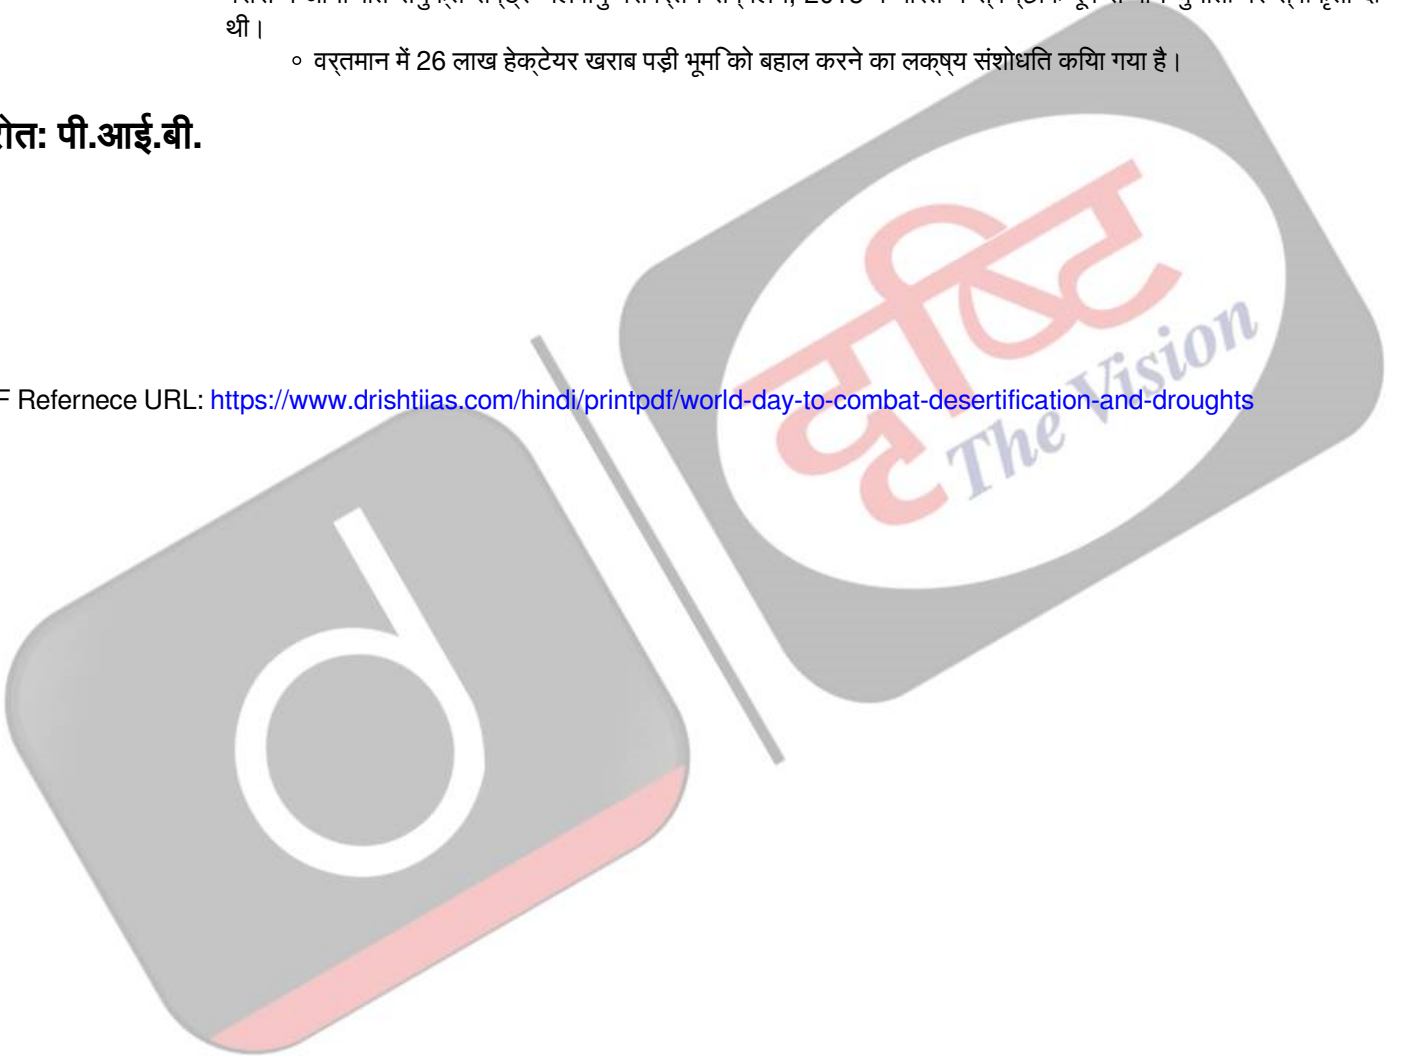 थी।
वर्तमान में 26 लाख हेक्टेयर खराब पड़ी भूमि को बहाल करने का लक्ष्य संशोधित किया गया है।
पी.आई.बी.
Refernece URL: https://www.drishtiias.com/hindi/printpdf/world-day-to-combat-desertification-and-droughts
दृष्टि
The Vision
d